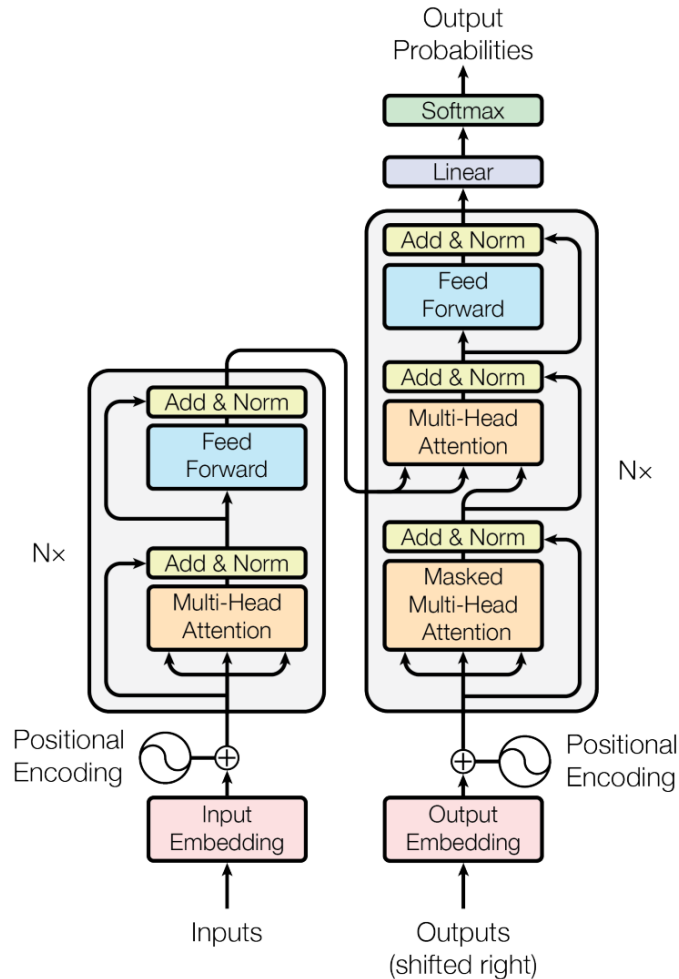 Output
Probabilities
Softmax
Linear
Add & Norm
Feed
Forward
Add & Norm
Multi-Head
Attention
Nx
Add & Norm
Masked
Multi-Head
Attention
Add & Norm
Feed
Forward
N×
Add & Norm
Multi-Head
Attention
Positional
Encoding
Positional
Encoding
Input
Embedding
Output
Embedding
Inputs
Outputs
(shifted right)